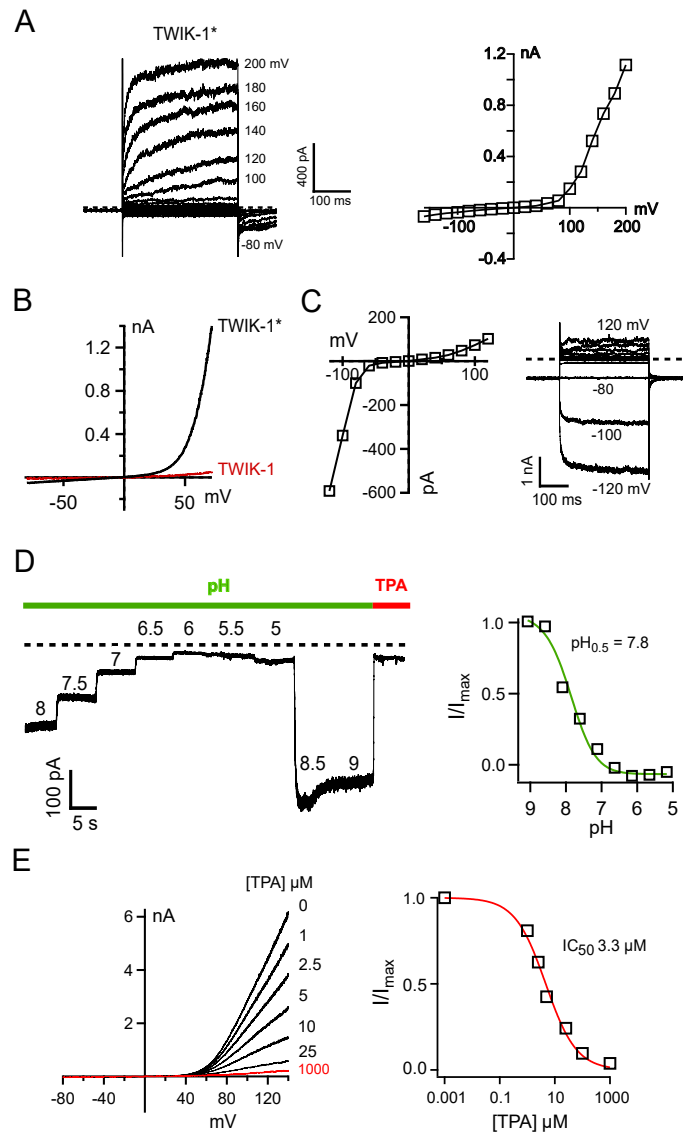 A
TWIK-1*
200 mV
180
160
140
120
100
-80 mV
400 pA
100 ms
nA
1.2
0.8
0.4
-0.4
-100
100
200
mV
B
nA
TWIK-1*
1.2
0.8
0.4
TWIK-1
-50
50
mV
C
mV
200
-100
100
-200
-400
-600
pA
120 mV
-80
-100
-120 mV
1 nA
100 ms
D
pH
TPA
6.5
6
5.5
5
7
7.5
8
8.5
9
100 pA
5 s
I/Imax
1.0
0.5
0.0
pH0.5 = 7.8
9
8
7
6
5
pH
E
[TPA] µM
6
nA
4
2
0
1
2.5
5
10
25
1000
-80
-40
40
80
120
mV
I/Imax
1.0
0.5
0.0
IC50 3.3 µM
0.001
0.1
10
1000
[TPA] µM